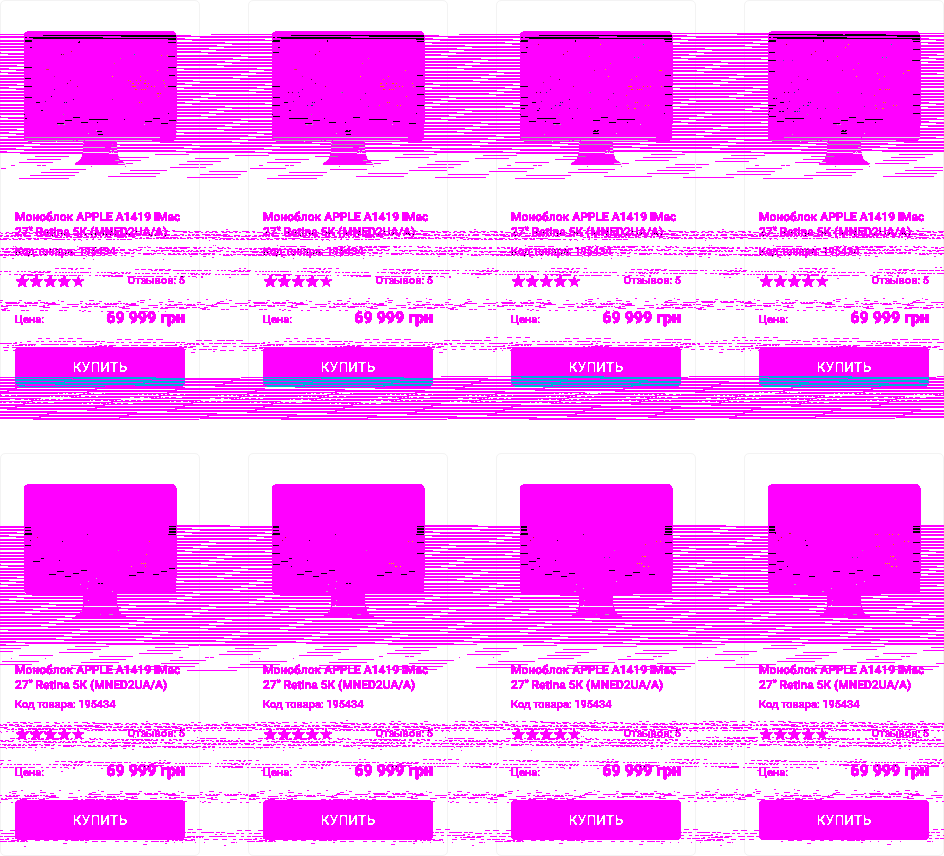 Моноблок APPLE A1419 iMac Моноблок APPLE A1419 iMac Моноблок APPLE A1419 iMac Моноблок APPLE A1419 iMac
27" Retina 5K (MNED2UA/A) 27" Retina 5K (MNED2UA/A) 27" Retina 5K (MNED2UA/A) 27" Retina 5K (MNED2UA/A)
Код товара: 195434 Код товара: 195434 Код товара: 195434 Код товара: 195434
Отзывов: 5 Отзывов: 5 Отзывов: 5 Отзывов: 5
Цена: 69 999 грн Цена: 69 999 грн Цена: 69 999 грн Цена: 69 999 грн
КУПИТЬ КУПИТЬ КУПИТЬ КУПИТЬ
Моноблок APPLE A1419 iMac Моноблок APPLE A1419 iMac Моноблок APPLE A1419 iMac Моноблок APPLE A1419 iMac
27" Retina 5K (MNED2UA/A) 27" Retina 5K (MNED2UA/A) 27" Retina 5K (MNED2UA/A) 27" Retina 5K (MNED2UA/A)
Код товара: 195434 Код товара: 195434 Код товара: 195434 Код товара: 195434
Отзывов: 5 Отзывов: 5 Отзывов: 5 Отзывов: 5
Цена: 69 999 грн Цена: 69 999 грн Цена: 69 999 грн Цена: 69 999 грн
КУПИТЬ КУПИТЬ КУПИТЬ КУПИТЬ